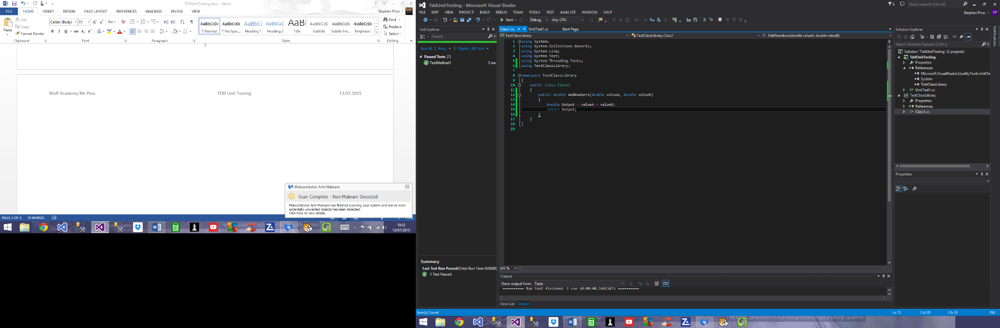 TDDUnitTesting.docx - Word
FILE HOME INSERT DESIGN PAGE LAYOUT REFERENCES MAILINGS REVIEW VIEW
Stephen Pino
Paste
Cut
Copy
Format Painter
Clipboard
Calibri (Body) 11
Font
Paragraph
AaBbCcDc AaBbCcDc AaBbCc AaBbCcD AaBl AaBbCcD AaBbCcDc AaBbCcDc
¶ Normal ¶ No Spac... Heading 1 Heading 2 Title Subtitle Subtle Em... Emphasis
Styles
Find
Replace
Select
Editing
2
Wolf Academy Mr Pino TDD Unit Testing 13.07.2015
Malwarebytes Anti-Malware
Scan Complete - Non-Malware Detected
Malwarebytes Anti-Malware has finished scanning your system and one or more
potentially unwanted objects has been detected.
Click here to view details.
PAGE 3 OF 3 16 WORDS
19:32
13/07/2015
TddUnitTesting - Microsoft Visual Studio
6
Quick Launch (Ctrl+Q)
FILE EDIT VIEW PROJECT BUILD DEBUG TEAM TOOLS TEST ANALYZE WINDOW HELP
Stephen Pino SP
Start Debug Any CPU
Test Explorer
Search
Run All | Run... | Playlist : All Tests
Passed Tests (1)
TestMethod1 3 ms
Summary
Last Test Run Passed (Total Run Time 0:00:00)
1 Test Passed
Class1.cs UnitTest1.cs Start Page
TestClassLibrary TestClassLibrary.Class1 AddNumbers(double valueA, double valueB)
1 using System;
2 using System.Collections.Generic;
3 using System.Linq;
4 using System.Text;
5 using System.Threading.Tasks;
6 using TestClassLibrary;
7
8 namespace TestClassLibrary
9 {
10 public class Class1
11 {
12 public double AddNumbers(double valueA, double valueB)
13 {
14 double Output = valueA + valueB;
15 return Output;
16 }
17 }
18 }
19
100 %
Output
Show output from: Tests
========== Run test finished: 1 run (0:00:00.1661167) ==========
Error List Output
Solution Explorer
Search Solution Explorer (Ctrl+;)
Solution 'TddUnitTesting' (2 projects)
TddUnitTesting
Properties
References
Microsoft.VisualStudio.QualityTools.UnitTe
System
TestClassLibrary
UnitTest1.cs
TestClassLibrary
Properties
References
Class1.cs
Properties
Notifications
Item(s) Saved Ln 15 Col 28 Ch 28 INS